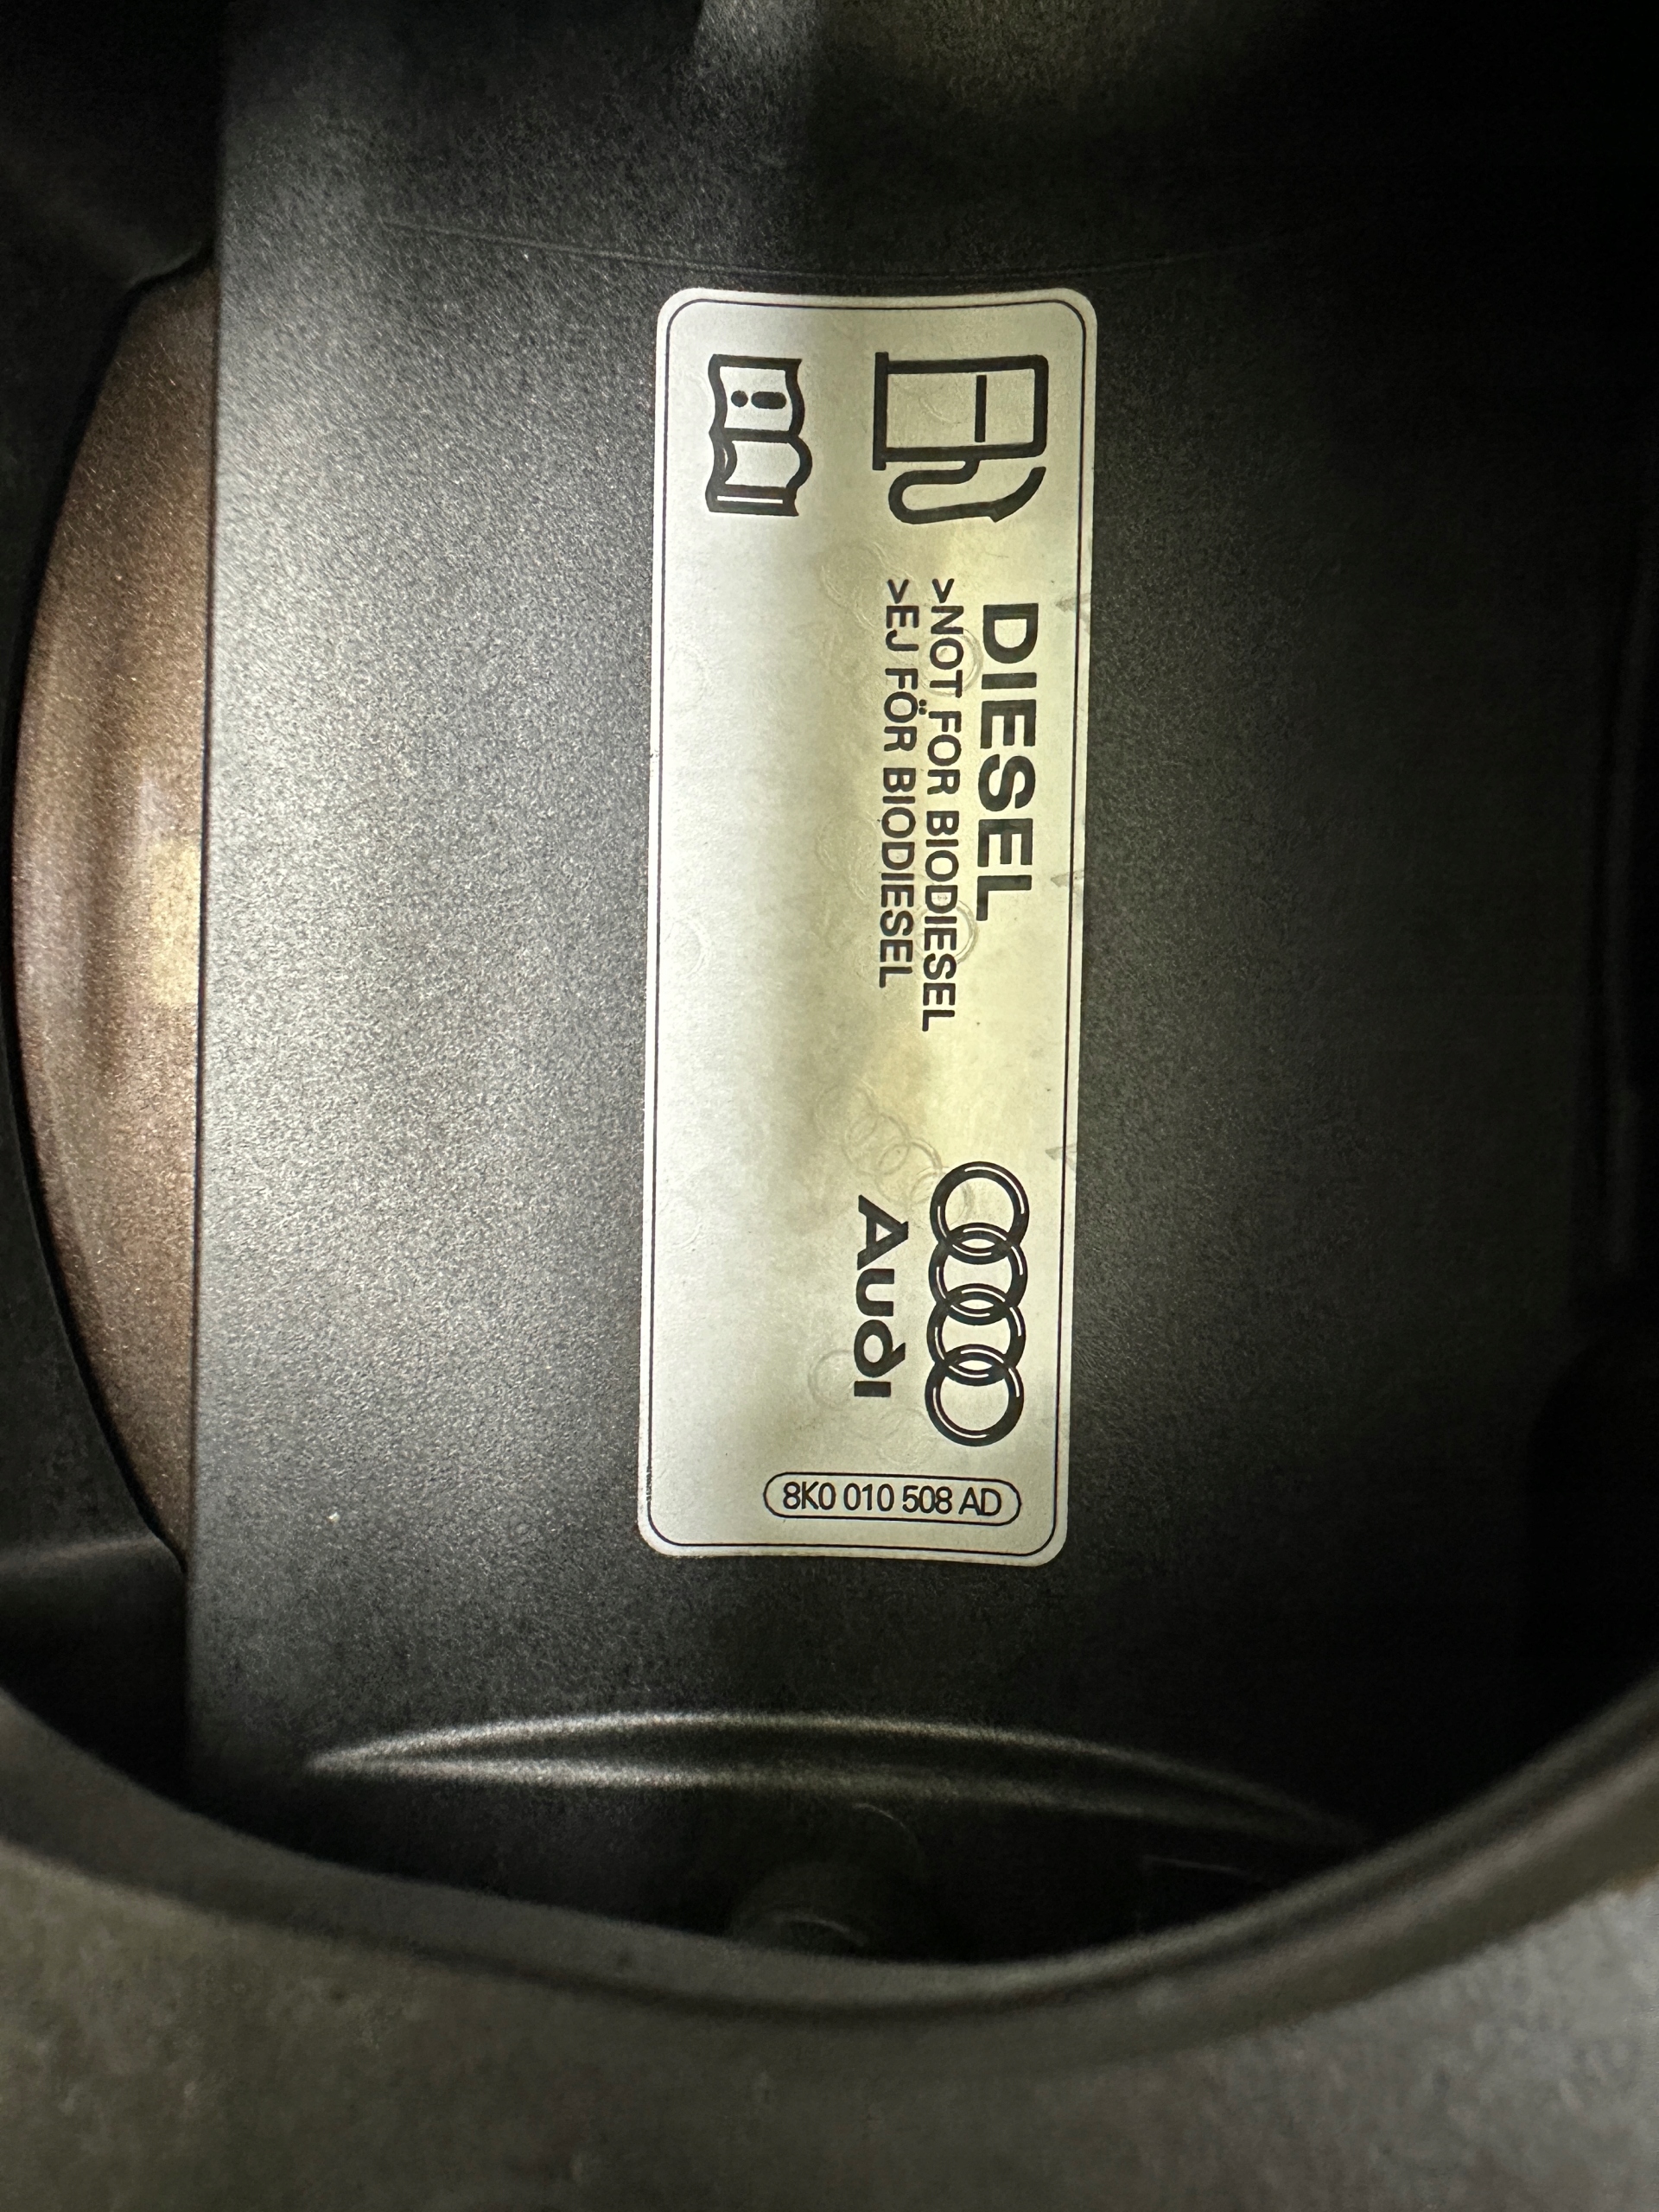 DIESEL
>NOT FOR BIODIESEL
>EJ FÖR BIODIESEL
Audi
8K0 010 508 AD